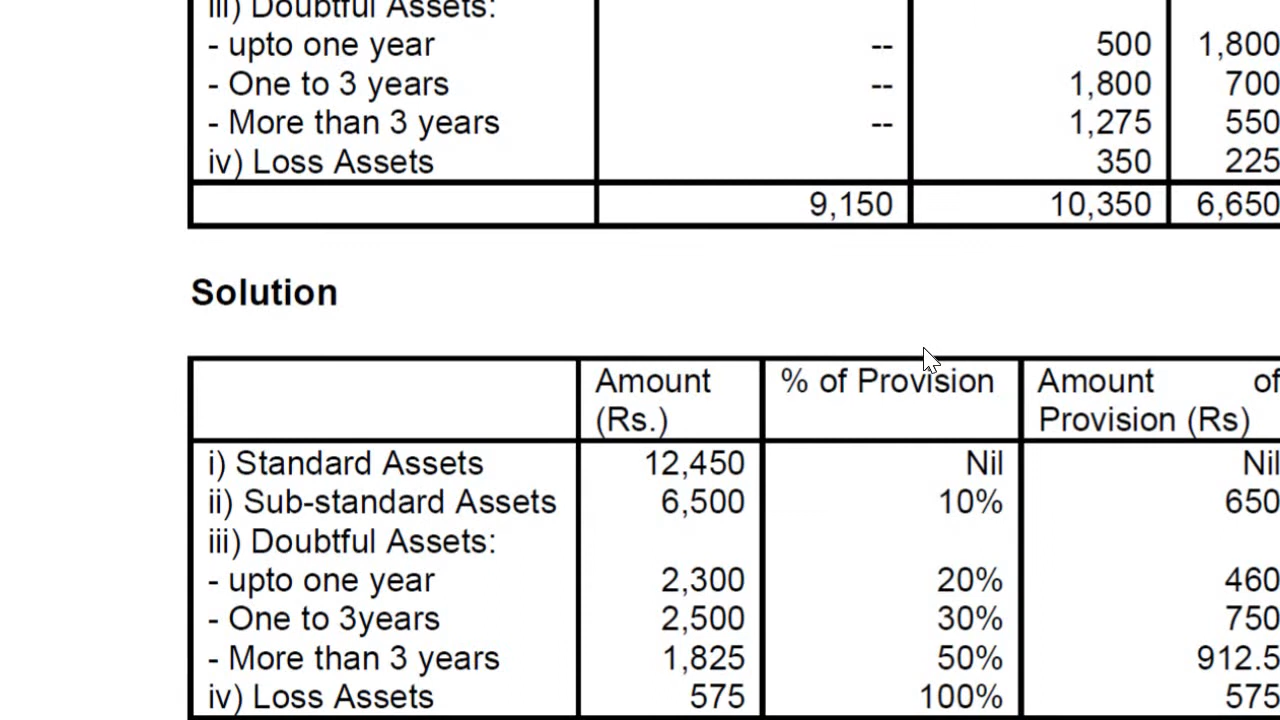 iii) Doubtful Assets:
- upto one year -- 500 1,800
- One to 3 years -- 1,800 700
- More than 3 years -- 1,275 550
iv) Loss Assets 350 225
9,150 10,350 6,650
Solution
Amount (Rs.) % of Provision Amount of Provision (Rs)
i) Standard Assets 12,450 Nil Nil
ii) Sub-standard Assets 6,500 10% 650
iii) Doubtful Assets:
- upto one year 2,300 20% 460
- One to 3years 2,500 30% 750
- More than 3 years 1,825 50% 912.5
iv) Loss Assets 575 100% 575